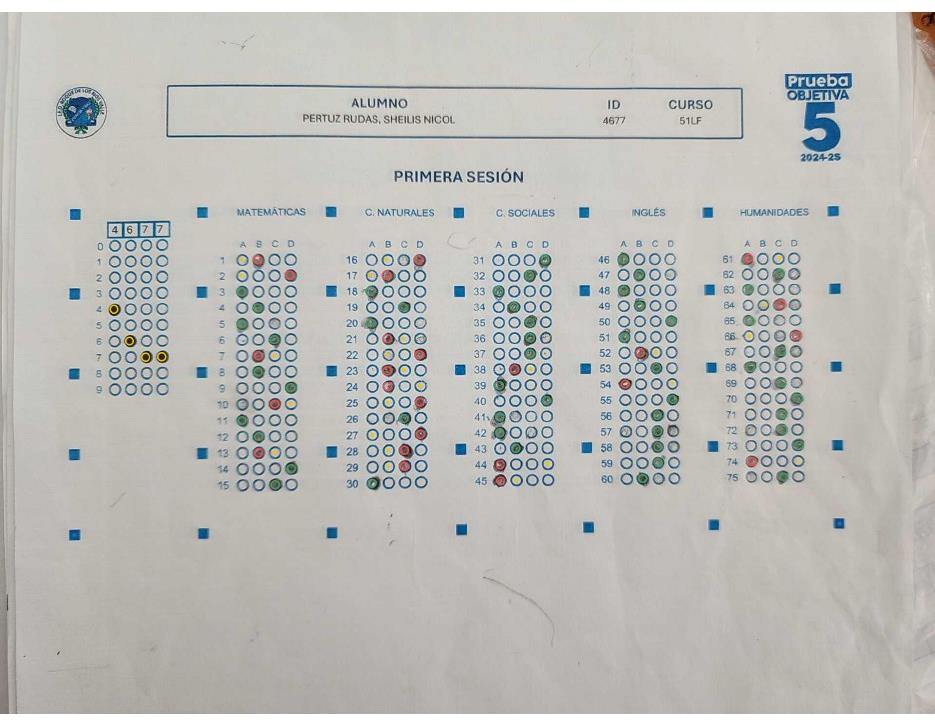 Prueba
OBJETIVA
5
2024-25
ALUMNO ID CURSO
PERTUZ RUDAS, SHEILIS NICOL 4677 51LF
PRIMERA SESIÓN
MATEMÁTICAS C. NATURALES C. SOCIALES INGLÉS HUMANIDADES
4 6 7 7
A B C D A B C D A B C D A B C D A B C D
0
1 1 16 31 46 61
2 2 17 32 47 62
3 3 18 33 48 63
4 4 19 34 49 64
5 5 20 35 50 65
6 6 21 36 51 66
7 7 22 37 52 67
8 8 23 38 53 68
9 9 24 39 54 69
10 25 40 55 70
11 26 41 56 71
12 27 42 57 72
13 28 43 58 73
14 29 44 59 74
15 30 45 60 75